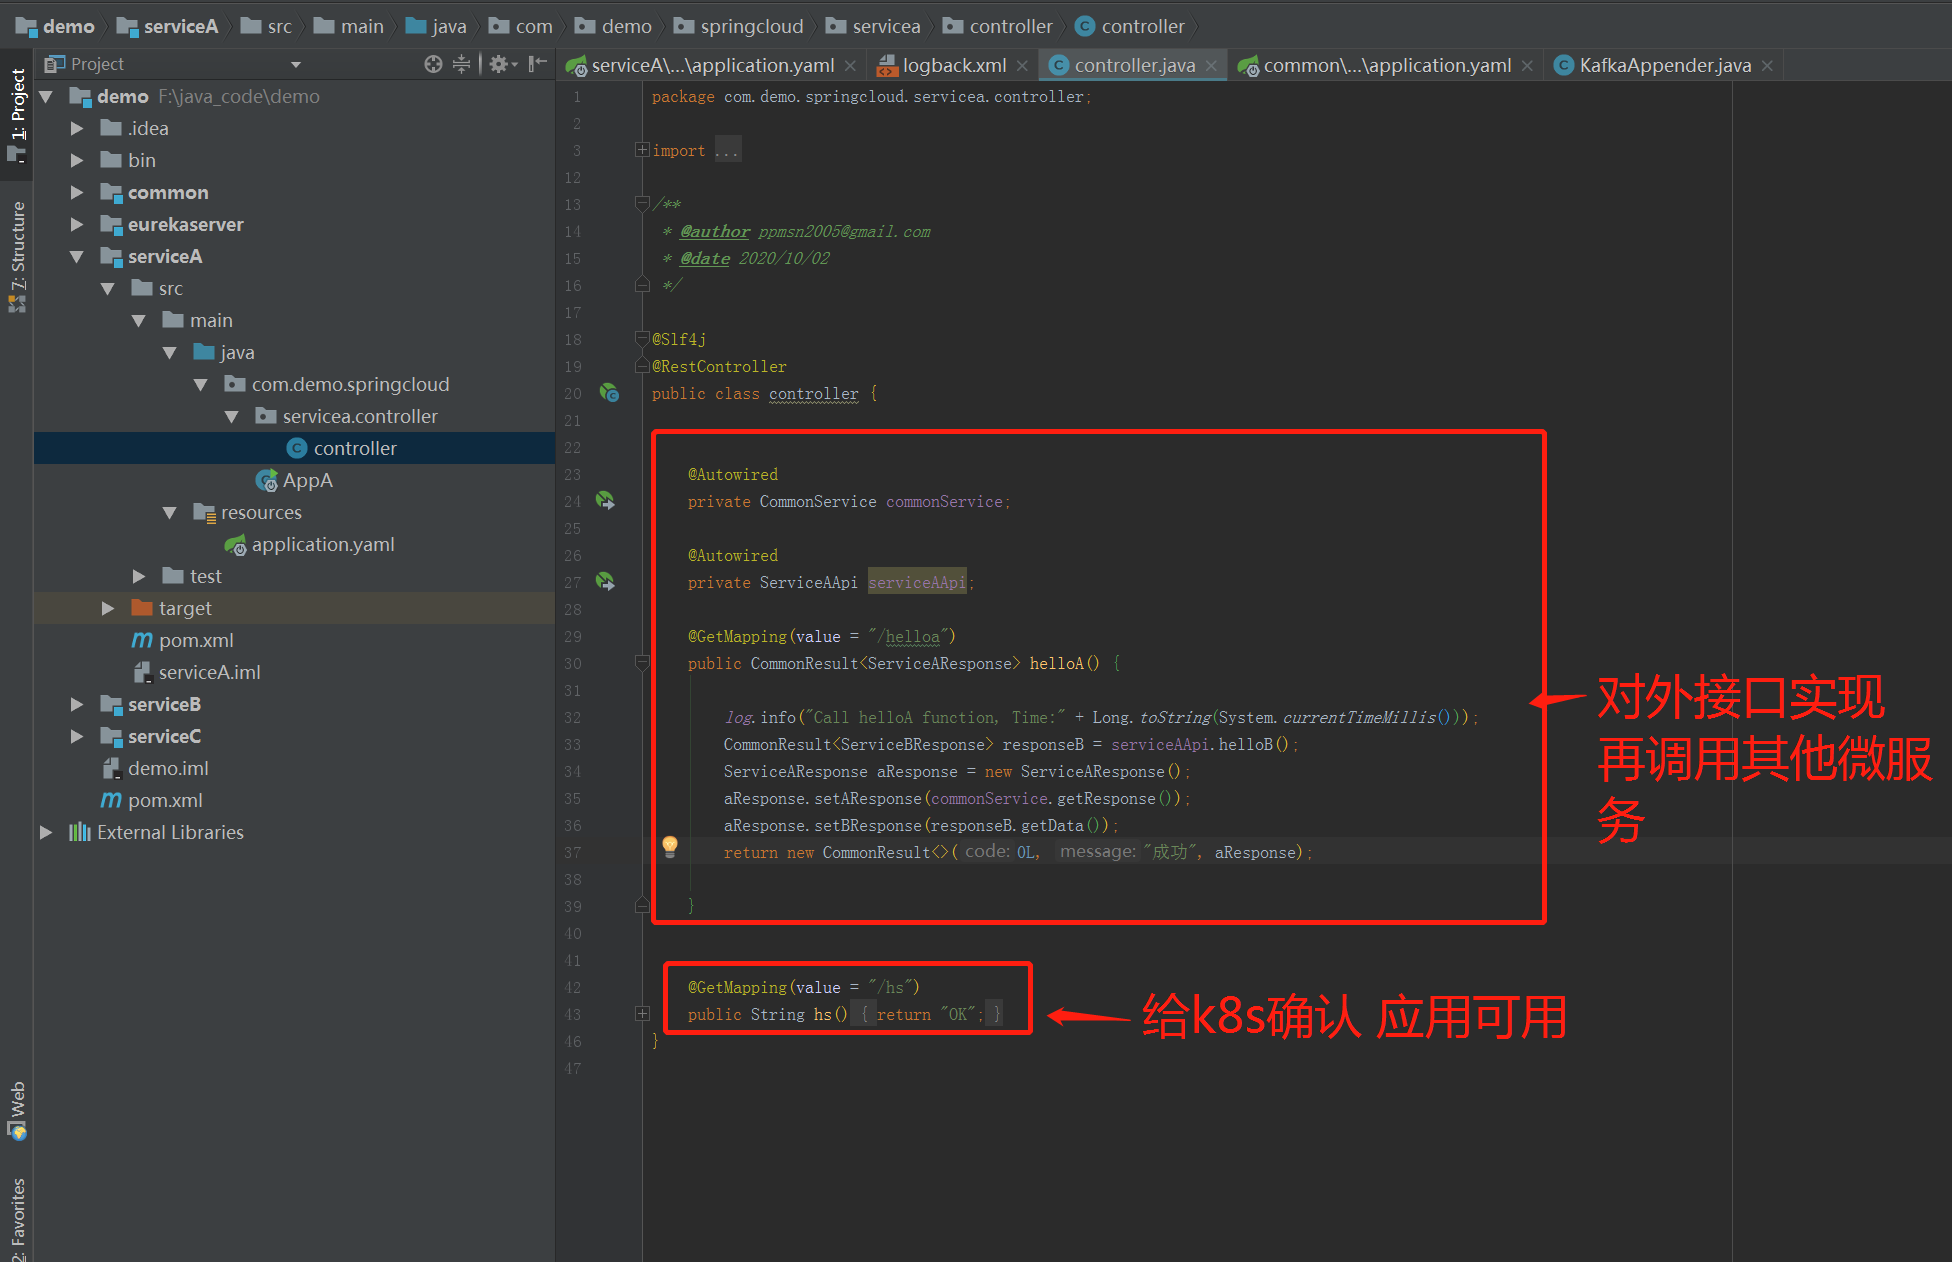 demo serviceA src main java com demo springcloud servicea controller controller
Project
serviceA\...\application.yaml logback.xml controller.java common\...\application.yaml KafkaAppender.java
1: Project
7: Structure
Web
2: Favorites
demo F:\java_code\demo
.idea
bin
common
eurekaserver
serviceA
src
main
java
com.demo.springcloud
servicea.controller
controller
AppA
resources
application.yaml
test
target
pom.xml
serviceA.iml
serviceB
serviceC
demo.iml
pom.xml
External Libraries
1 package com.demo.springcloud.servicea.controller;
2
3 import ...
12
13 /**
14 * @author ppmsn2005@gmail.com
15 * @date 2020/10/02
16 */
17
18 @Slf4j
19 @RestController
20 public class controller {
21
22
23 @Autowired
24 private CommonService commonService;
25
26 @Autowired
27 private ServiceAApi serviceAApi;
28
29 @GetMapping(value = "/helloa")
30 public CommonResult<ServiceAResponse> helloA() {
31
32 log.info("Call helloA function, Time:" + Long.toString(System.currentTimeMillis()));
33 CommonResult<ServiceBResponse> responseB = serviceAApi.helloB();
34 ServiceAResponse aResponse = new ServiceAResponse();
35 aResponse.setAResponse(commonService.getResponse());
36 aResponse.setBResponse(responseB.getData());
37 return new CommonResult<>( code: 0L, message: "成功", aResponse);
38
39 }
40
41
42 @GetMapping(value = "/hs")
43 public String hs() { return "OK"; }
46 }
47
对外接口实现
再调用其他微服
务
给k8s确认 应用可用